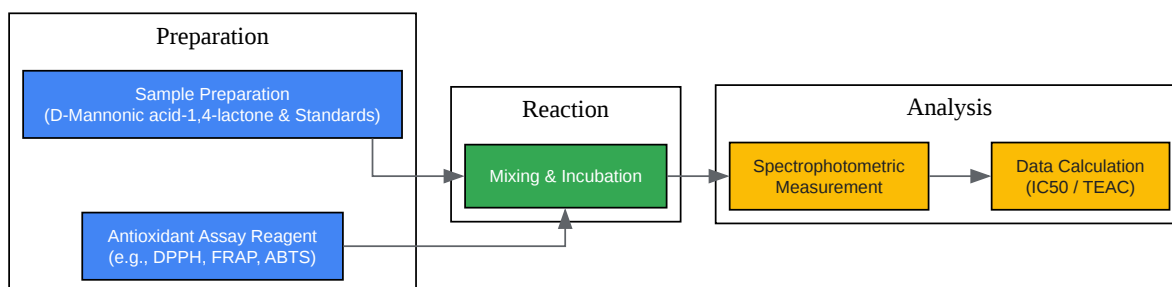 Preparation
Sample Preparation
(D-Mannonic acid-1,4-lactone & Standards)
Antioxidant Assay Reagent
(e.g., DPPH, FRAP, ABTS)
Reaction
Mixing & Incubation
Analysis
Spectrophotometric
Measurement
Data Calculation
(IC50 / TEAC)